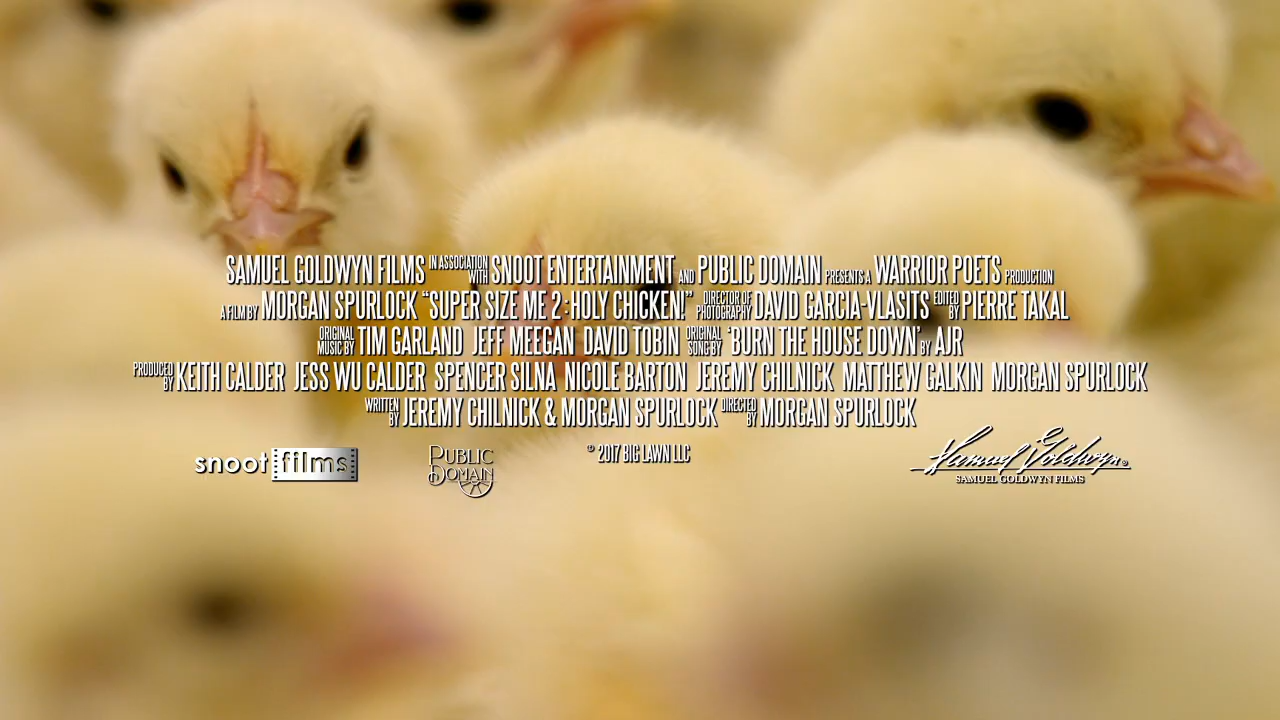 SAMUEL GOLDWYN FILMS IN ASSOCIATION WITH SNOOT ENTERTAINMENT AND PUBLIC DOMAIN PRESENTS A WARRIOR POETS PRODUCTION
A FILM BY MORGAN SPURLOCK “SUPER SIZE ME 2: HOLY CHICKEN!” DIRECTOR OF PHOTOGRAPHY DAVID GARCIA-VLASITS EDITED BY PIERRE TAKAL
ORIGINAL MUSIC BY TIM GARLAND JEFF MEEGAN DAVID TOBIN ORIGINAL SONG BY ‘BURN THE HOUSE DOWN’ BY AJR
PRODUCED BY KEITH CALDER JESS WU CALDER SPENCER SILNA NICOLE BARTON JEREMY CHILNICK MATTHEW GALKIN MORGAN SPURLOCK
WRITTEN BY JEREMY CHILNICK & MORGAN SPURLOCK DIRECTED BY MORGAN SPURLOCK
snoot films
PUBLIC DOMAIN
© 2017 BIG LAWN LLC
Samuel Goldwyn®
SAMUEL GOLDWYN FILMS